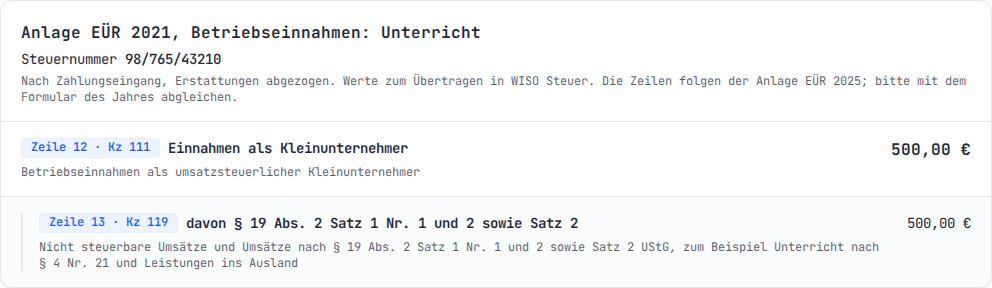 Anlage EÜR 2021, Betriebseinnahmen: Unterricht
Steuernummer 98/765/43210
Nach Zahlungseingang, Erstattungen abgezogen. Werte zum Übertragen in WISO Steuer. Die Zeilen folgen der Anlage EÜR 2025; bitte mit dem
Formular des Jahres abgleichen.
Zeile 12 · Kz 111 Einnahmen als Kleinunternehmer 500,00 €
Betriebseinnahmen als umsatzsteuerlicher Kleinunternehmer
Zeile 13 · Kz 119 davon § 19 Abs. 2 Satz 1 Nr. 1 und 2 sowie Satz 2 500,00 €
Nicht steuerbare Umsätze und Umsätze nach § 19 Abs. 2 Satz 1 Nr. 1 und 2 sowie Satz 2 UStG, zum Beispiel Unterricht nach
§ 4 Nr. 21 und Leistungen ins Ausland